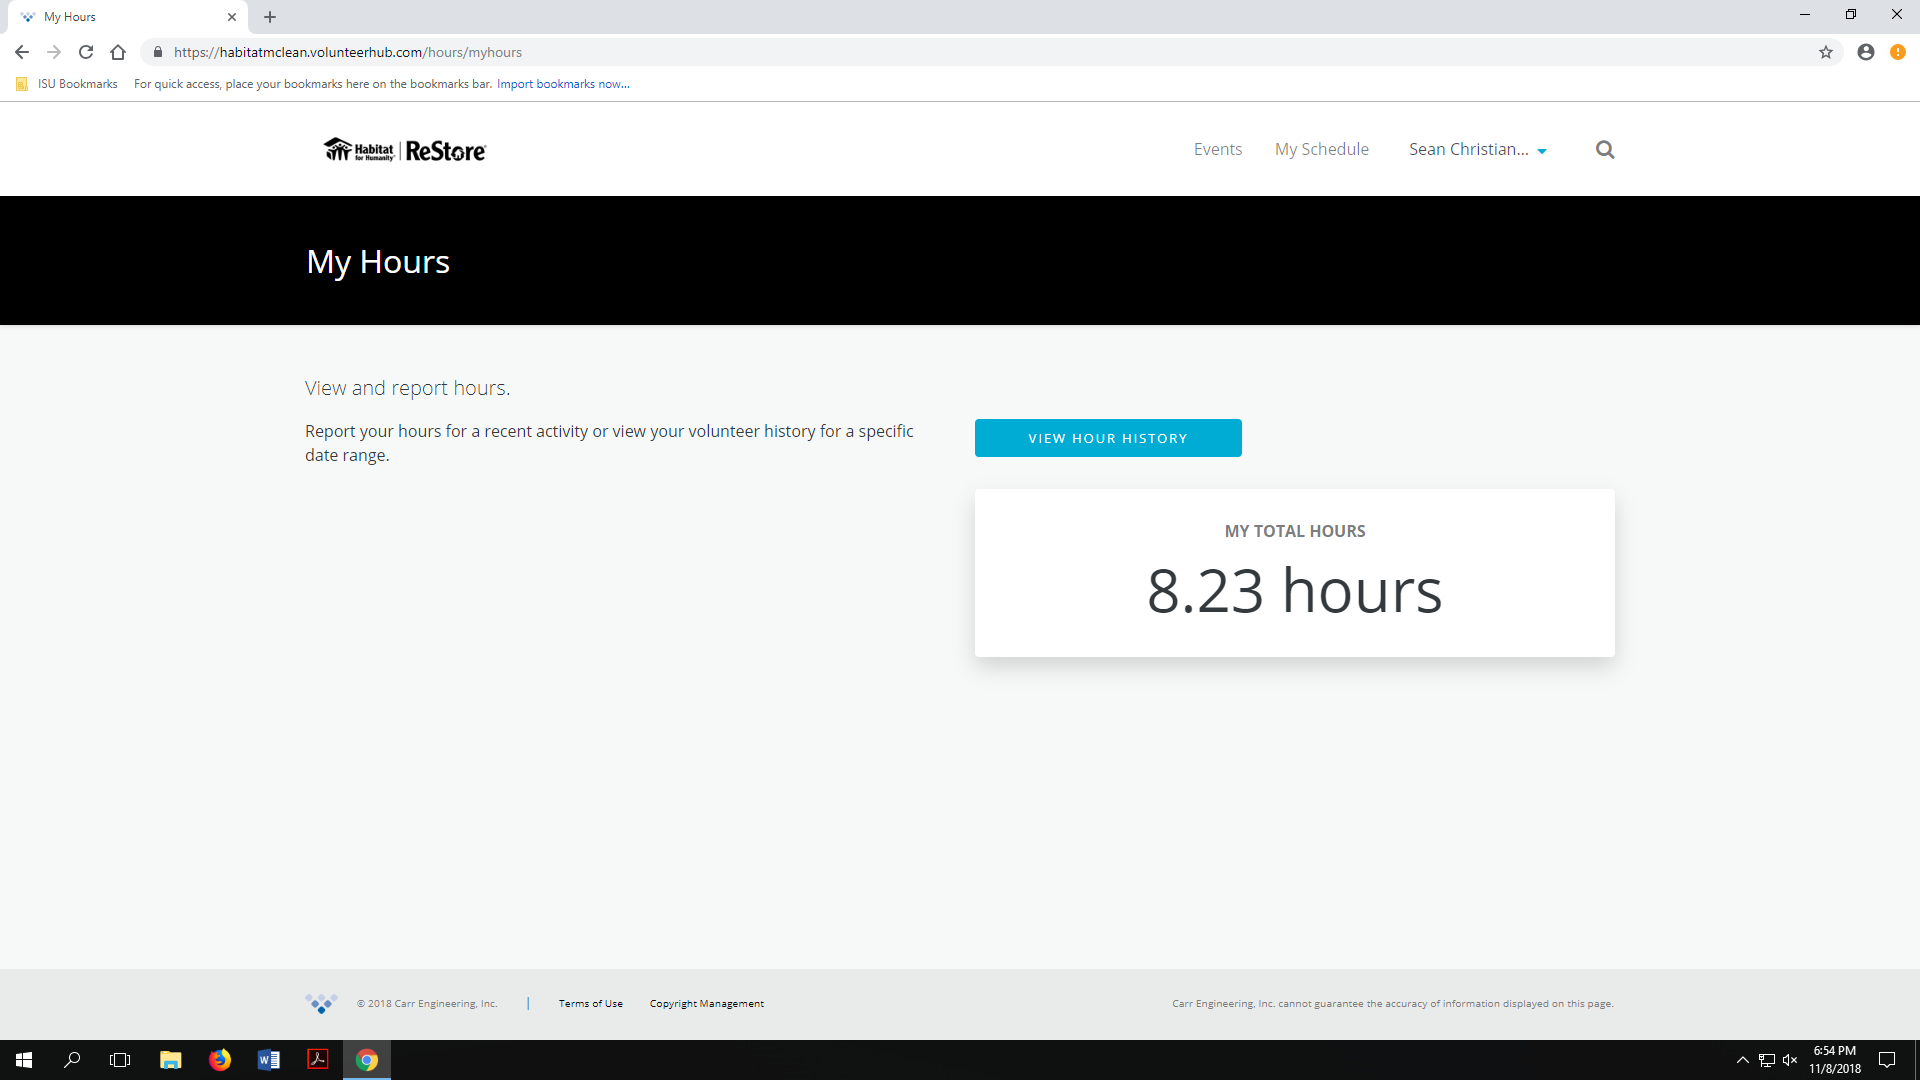 My Hours
https://habitatmclean.volunteerhub.com/hours/myhours
ISU Bookmarks For quick access, place your bookmarks here on the bookmarks bar. Import bookmarks now...
Habitat for Humanity | ReStore
Events My Schedule Sean Christian...
My Hours
View and report hours.
Report your hours for a recent activity or view your volunteer history for a specific
date range.
VIEW HOUR HISTORY
MY TOTAL HOURS
8.23 hours
© 2018 Carr Engineering, Inc. | Terms of Use Copyright Management Carr Engineering, Inc. cannot guarantee the accuracy of information displayed on this page.
6:54 PM
11/8/2018